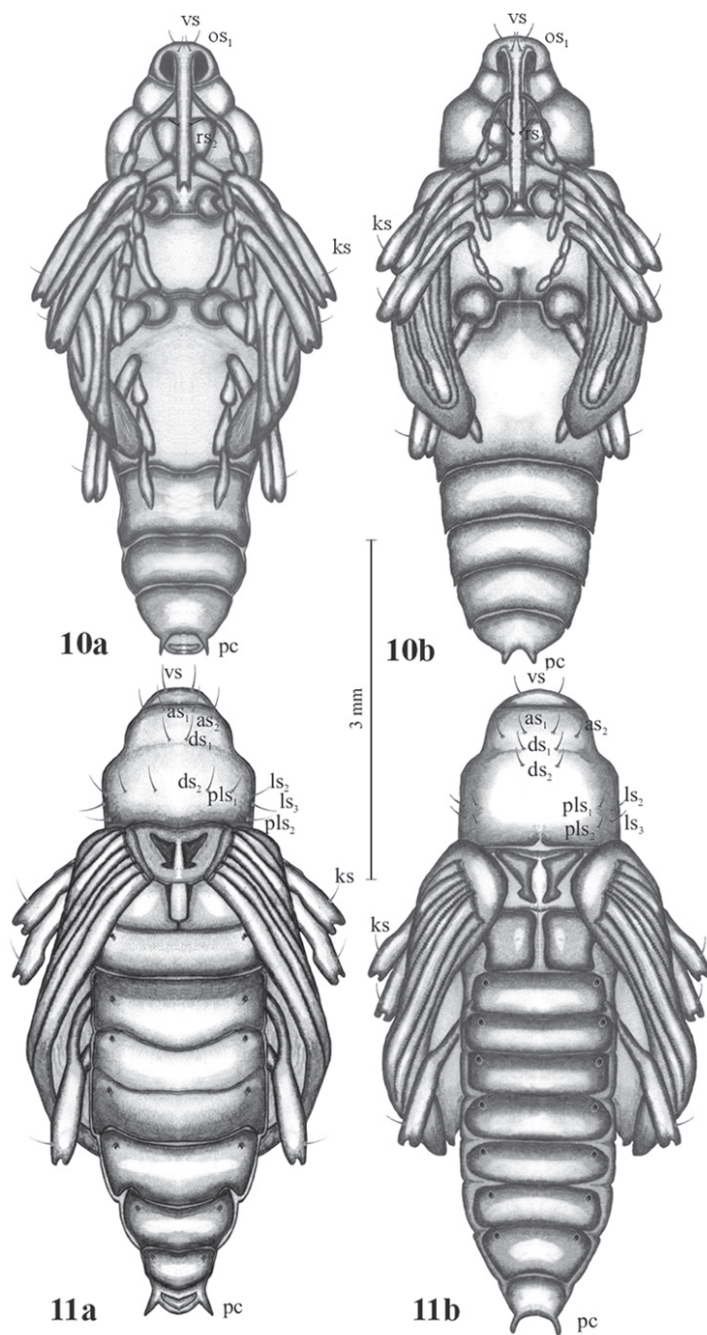 vs
os₁
rs₂
ks
10a
pc
vs
os₁
rs
ks
10b
pc
3 mm
vs
as₁
as₂
ds₁
ds₂
pls₁
ls₂
ls₃
pls₂
ks
11a
pc
vs
as₁
as₂
ds₁
ds₂
pls₁
ls₂
pls₂
ls₃
ks
11b
pc